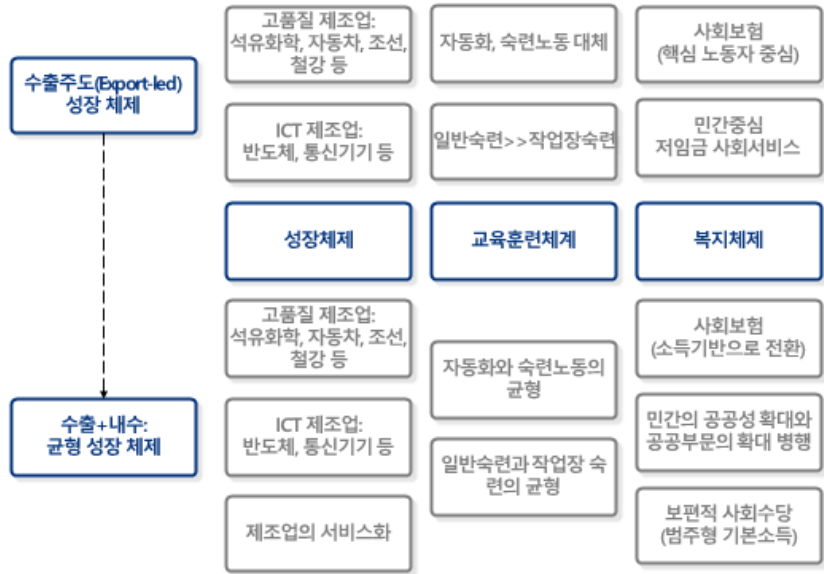 수출주도(Export-led)
성장 체제
고품질 제조업:
석유화학, 자동차, 조선,
철강 등
자동화, 숙련노동 대체
사회보험
(핵심 노동자 중심)
ICT 제조업:
반도체, 통신기기 등
일반숙련>>작업장숙련
민간중심
저임금 사회서비스
성장체제
교육훈련체계
복지체제
수출+내수:
균형 성장 체제
고품질 제조업:
석유화학, 자동차, 조선,
철강 등
자동화와 숙련노동의
균형
사회보험
(소득기반으로 전환)
ICT 제조업:
반도체, 통신기기 등
일반숙련과 작업장 숙
련의 균형
민간의 공공성 확대와
공공부문의 확대 병행
제조업의 서비스화
보편적 사회수당
(범주형 기본소득)